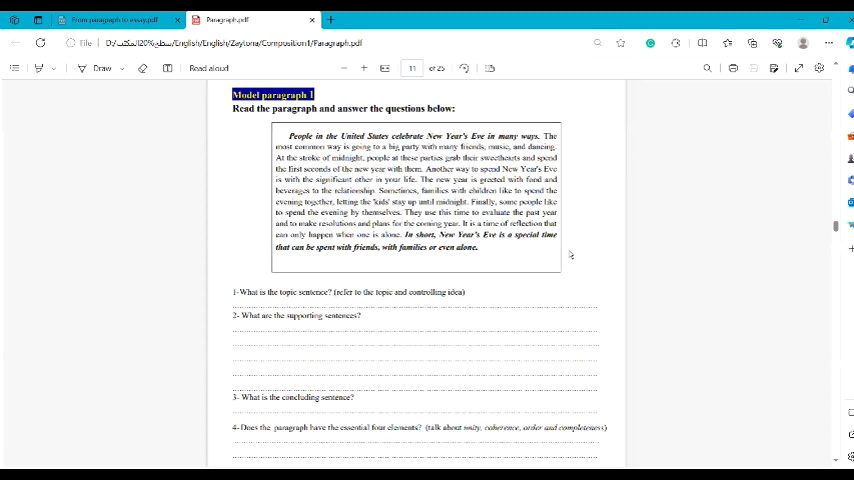 From paragraph to essay.pdf
Paragraph.pdf
File
D:/سطح%20المكتب/English/English/Zaytona/Composition1/Paragraph.pdf
Draw
Read aloud
11 of 25
Model paragraph 1
Read the paragraph and answer the questions below:
People in the United States celebrate New Year's Eve in many ways. The
most common way is going to a big party with many friends, music, and dancing.
At the stroke of midnight, people at these parties grab their sweethearts and spend
the first seconds of the new year with them. Another way to spend New Year's Eve
is with the significant other in your life. The new year is greeted with food and
beverages to the relationship. Sometimes, families with children like to spend the
evening together, letting the 'kids' stay up until midnight. Finally, some people like
to spend the evening by themselves. They use this time to evaluate the past year
and to make resolutions and plans for the coming year. It is a time of reflection that
can only happen when one is alone. In short, New Year's Eve is a special time
that can be spent with friends, with families or even alone.
1-What is the topic sentence? (refer to the topic and controlling idea)
2- What are the supporting sentences?
3- What is the concluding sentence?
4- Does the paragraph have the essential four elements? (talk about unity, coherence, order and completeness)